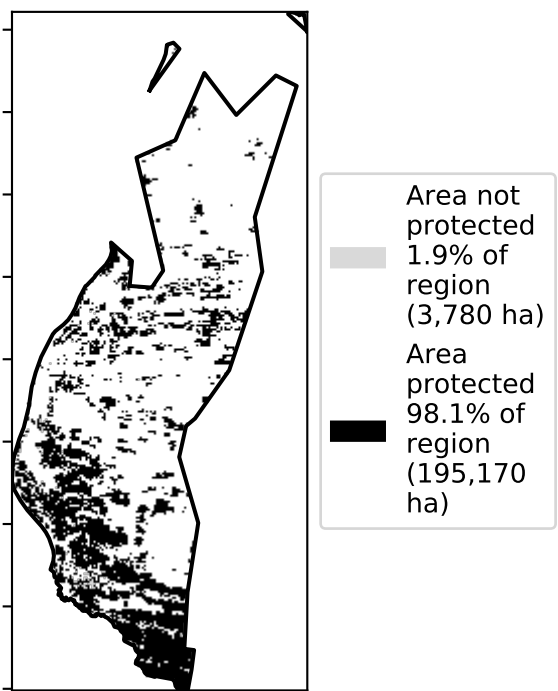 Area not
protected
1.9% of
region
(3,780 ha)
Area
protected
98.1% of
region
(195,170
ha)